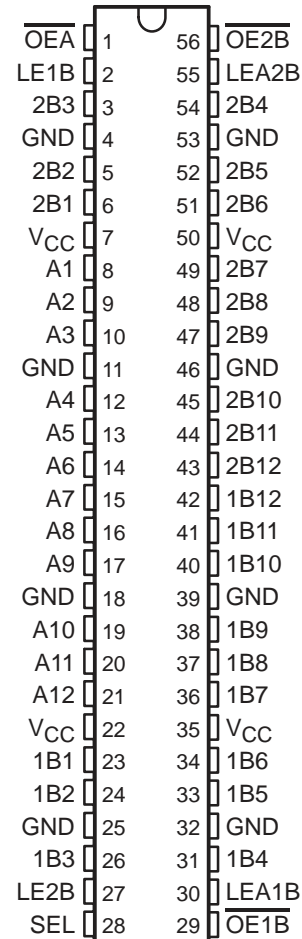 O̅E̅A̅ 1 56 O̅E̅2̅B̅
LE1B 2 55 LEA2B
2B3 3 54 2B4
GND 4 53 GND
2B2 5 52 2B5
2B1 6 51 2B6
VCC 7 50 VCC
A1 8 49 2B7
A2 9 48 2B8
A3 10 47 2B9
GND 11 46 GND
A4 12 45 2B10
A5 13 44 2B11
A6 14 43 2B12
A7 15 42 1B12
A8 16 41 1B11
A9 17 40 1B10
GND 18 39 GND
A10 19 38 1B9
A11 20 37 1B8
A12 21 36 1B7
VCC 22 35 VCC
1B1 23 34 1B6
1B2 24 33 1B5
GND 25 32 GND
1B3 26 31 1B4
LE2B 27 30 LEA1B
SEL 28 29 O̅E̅1̅B̅